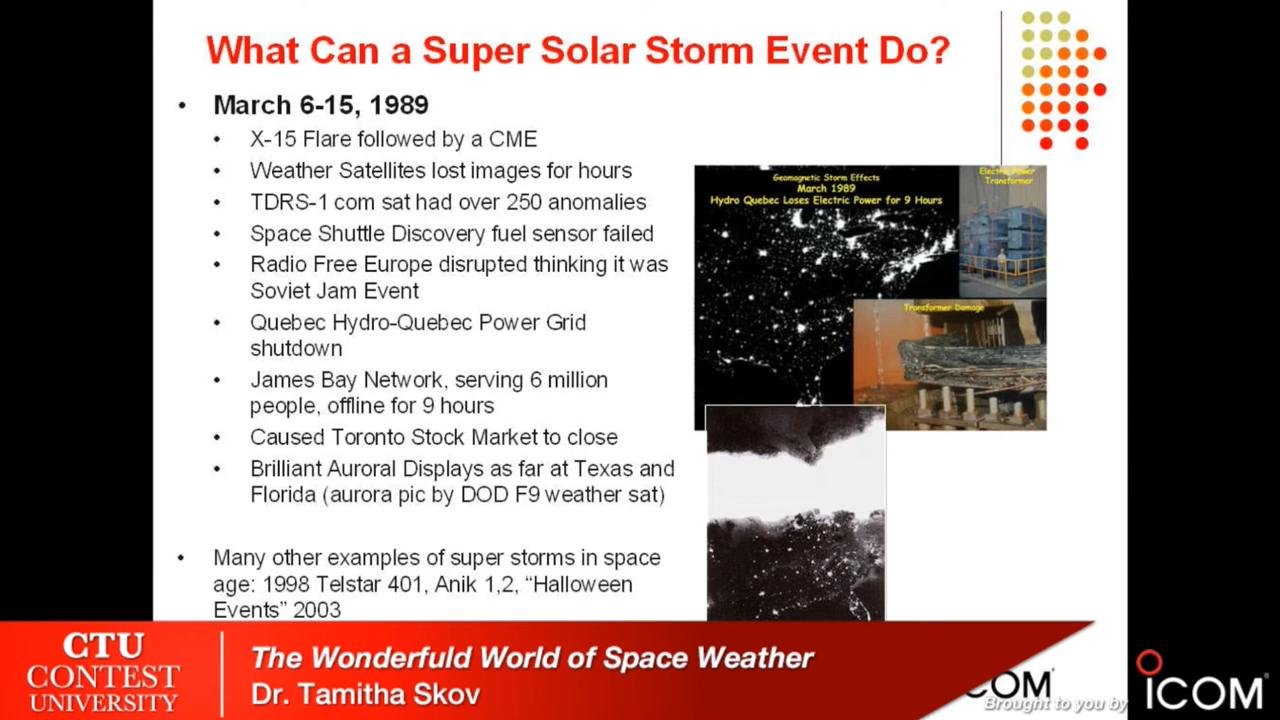 What Can a Super Solar Storm Event Do?
• March 6-15, 1989
• X-15 Flare followed by a CME
• Weather Satellites lost images for hours
• TDRS-1 com sat had over 250 anomalies
• Space Shuttle Discovery fuel sensor failed
• Radio Free Europe disrupted thinking it was
Soviet Jam Event
• Quebec Hydro-Quebec Power Grid
shutdown
• James Bay Network, serving 6 million
people, offline for 9 hours
• Caused Toronto Stock Market to close
• Brilliant Auroral Displays as far at Texas and
Florida (aurora pic by DOD F9 weather sat)
• Many other examples of super storms in space
age: 1998 Telstar 401, Anik 1,2, “Halloween
Events” 2003
Geomagnetic Storm Effects
March 1989
Hydro Quebec Loses Electric Power for 9 Hours
Electric Power
Transformer
Transformer Damage
CTU
CONTEST
UNIVERSITY
The Wonderfuld World of Space Weather
Dr. Tamitha Skov
ICOM
Brought to you by
ICOM